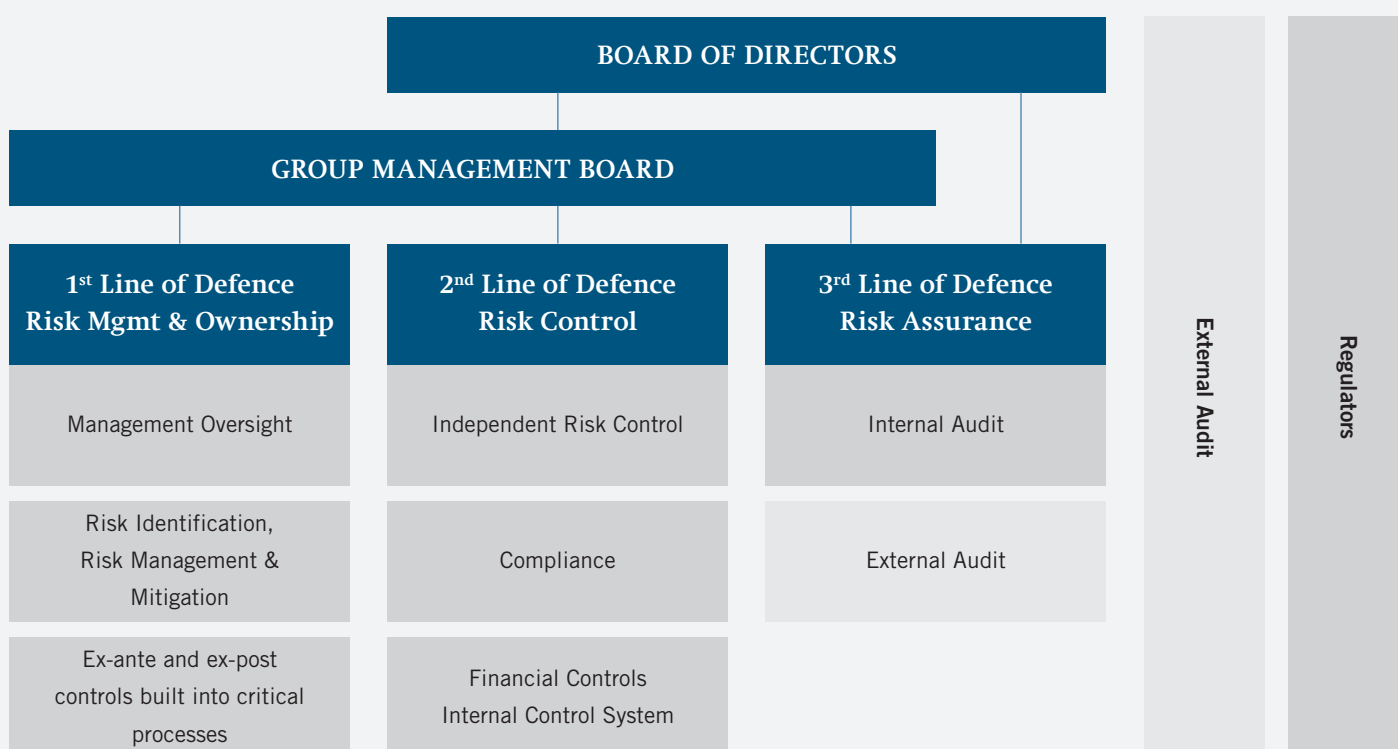 BOARD OF DIRECTORS
GROUP MANAGEMENT BOARD
1st Line of Defence
Risk Mgmt & Ownership
2nd Line of Defence
Risk Control
3rd Line of Defence
Risk Assurance
Management Oversight
Independent Risk Control
Internal Audit
Risk Identification,
Risk Management &
Mitigation
Compliance
External Audit
Ex-ante and ex-post
controls built into critical
processes
Financial Controls
Internal Control System
External Audit
Regulators